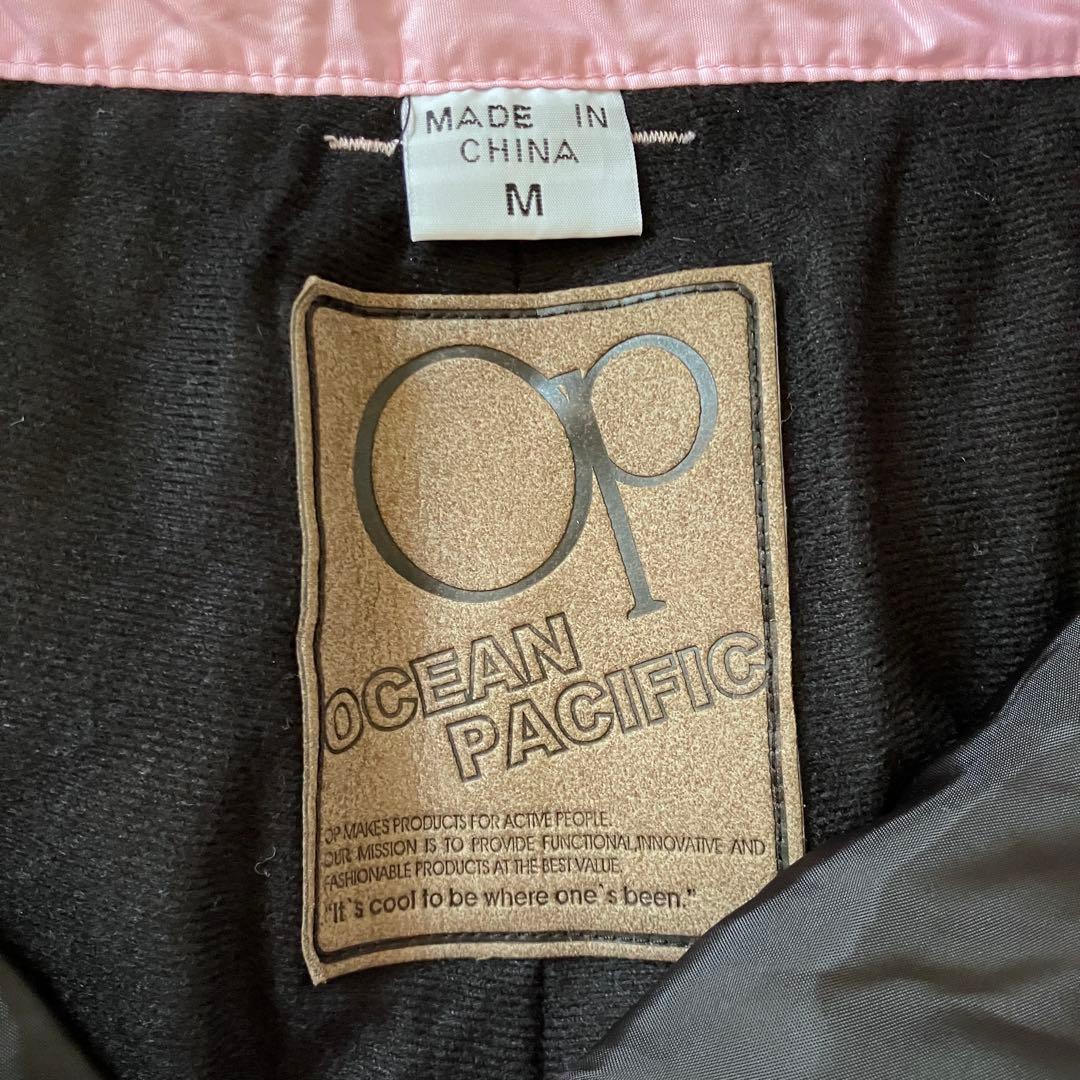 MADE IN
CHINA
M
Op
OCEAN
PACIFIC
OP MAKES PRODUCTS FOR ACTIVE PEOPLE.
OUR MISSION IS TO PROVIDE FUNCTIONAL,INNOVATIVE AND
FASHIONABLE PRODUCTS AT THE BEST VALUE.
"It`s cool to be where one`s been."